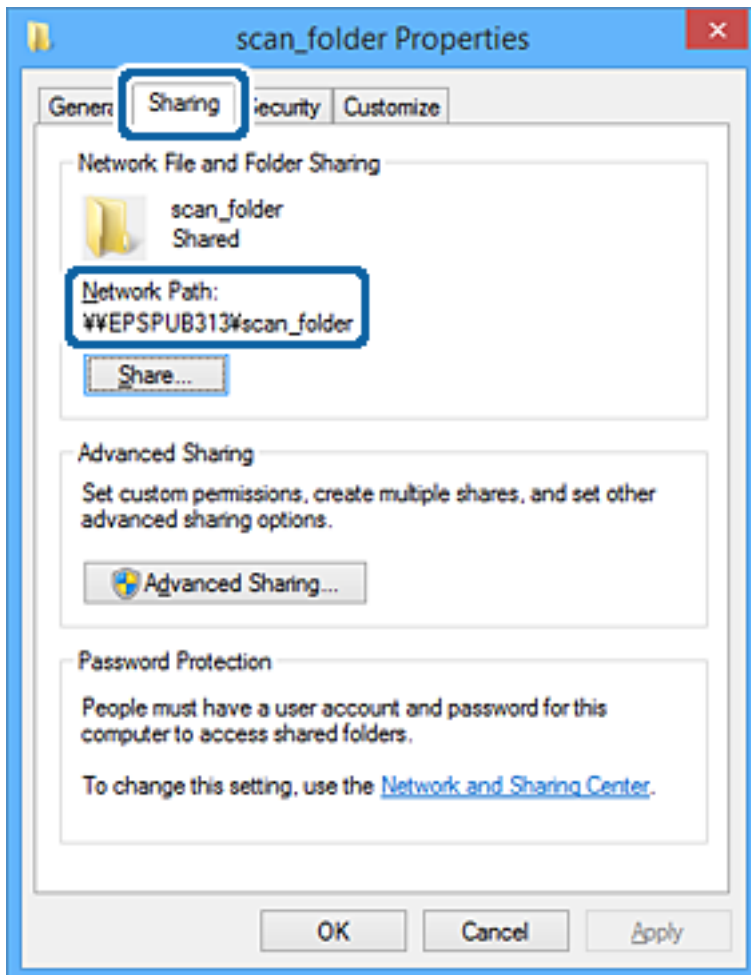 scan_folder Properties
General Sharing Security Customize
Network File and Folder Sharing
scan_folder
Shared
Network Path:
¥¥EPSPUB313¥scan_folder
Share...
Advanced Sharing
Set custom permissions, create multiple shares, and set other
advanced sharing options.
Advanced Sharing...
Password Protection
People must have a user account and password for this
computer to access shared folders.
To change this setting, use the Network and Sharing Center.
OK Cancel Apply